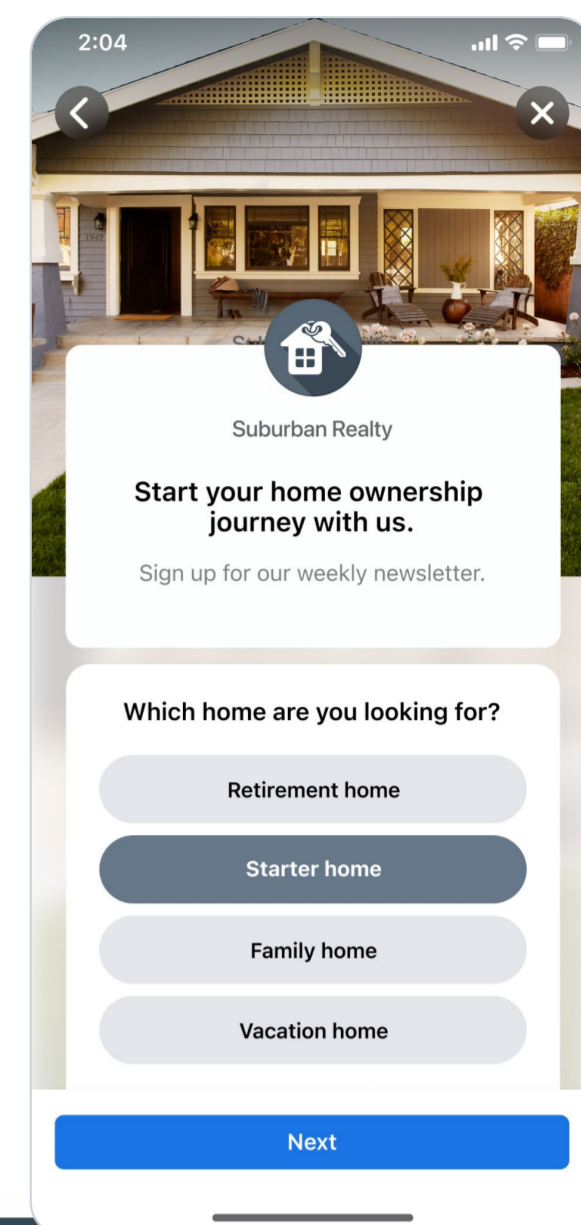 2:04
1947
Suburban Realty
Start your home ownership
journey with us.
Sign up for our weekly newsletter.
Which home are you looking for?
Retirement home
Starter home
Family home
Vacation home
Next